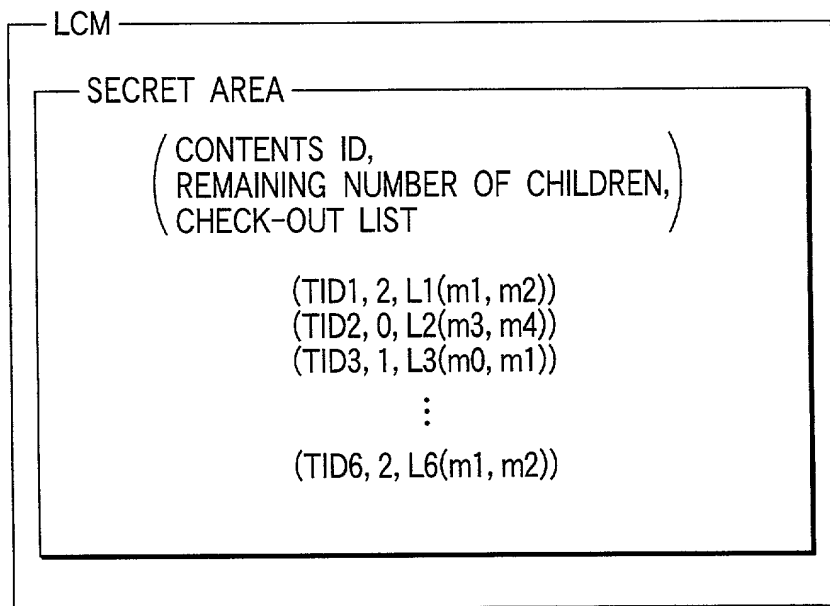 LCM
SECRET AREA
(CONTENTS ID,
REMAINING NUMBER OF CHILDREN,
CHECK-OUT LIST)
(TID1, 2, L1(m1, m2))
(TID2, 0, L2(m3, m4))
(TID3, 1, L3(m0, m1))
⋮
(TID6, 2, L6(m1, m2))